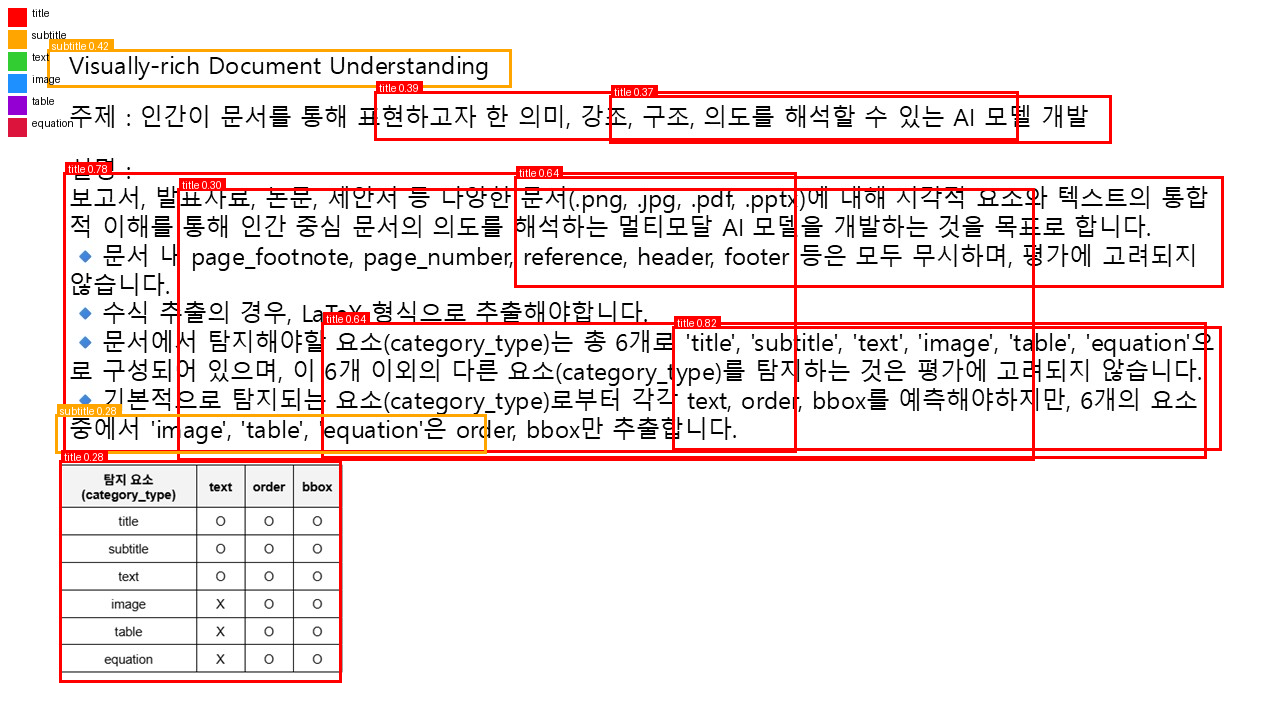 title
subtitle
text
image
table
equation
subtitle 0.42
Visually-rich Document Understanding
title 0.39
title 0.37
주제 : 인간이 문서를 통해 표현하고자 한 의미, 강조, 구조, 의도를 해석할 수 있는 AI 모델 개발
title 0.78
설명 :
title 0.64
title 0.30
보고서, 발표자료, 논문, 제안서 등 다양한 문서(.png, .jpg, .pdf, .pptx)에 대해 시각적 요소와 텍스트의 통합
적 이해를 통해 인간 중심 문서의 의도를 해석하는 멀티모달 AI 모델을 개발하는 것을 목표로 합니다.
🔹 문서 내 page_footnote, page_number, reference, header, footer 등은 모두 무시하며, 평가에 고려되지
않습니다.
🔹 수식 추출의 경우, LaTeX 형식으로 추출해야합니다.
title 0.64
title 0.82
🔹 문서에서 탐지해야할 요소(category_type)는 총 6개로 'title', 'subtitle', 'text', 'image', 'table', 'equation'으
로 구성되어 있으며, 이 6개 이외의 다른 요소(category_type)를 탐지하는 것은 평가에 고려되지 않습니다.
🔹 기본적으로 탐지되는 요소(category_type)로부터 각각 text, order, bbox를 예측해야하지만, 6개의 요소
subtitle 0.28
중에서 'image', 'table', 'equation'은 order, bbox만 추출합니다.
title 0.28
탐지 요소 (category_type) text order bbox
title O O O
subtitle O O O
text O O O
image X O O
table X O O
equation X O O